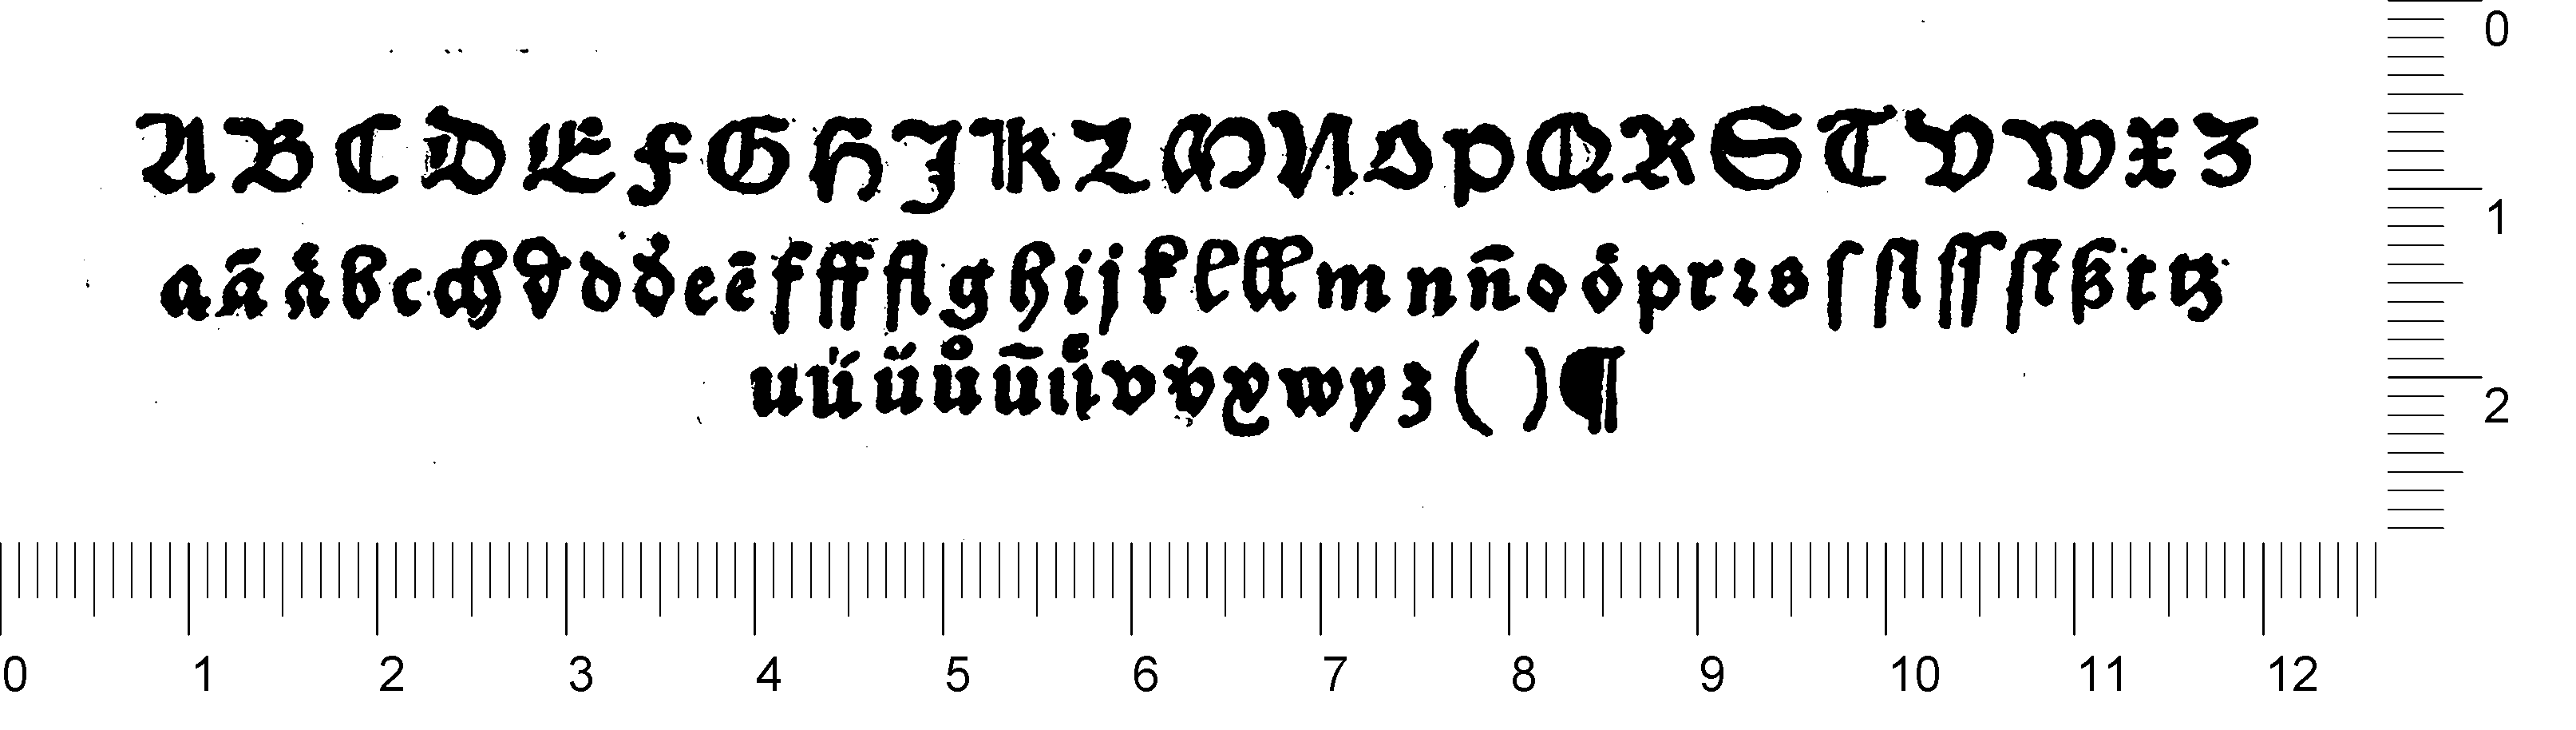 A B C D E F G H J K L M N O P Q R S T V W X Z
a ã aͤ b c ch d d dͤ e ē f ff fl g h i j k l ll m n ñ o oͤ p r ꝛ s ſ ſl ſſ ſt ß t tz
u uͤ ü ů ū uͤ v vͤ x w y z ( ) ¶
0
1
2
0 1 2 3 4 5 6 7 8 9 10 11 12